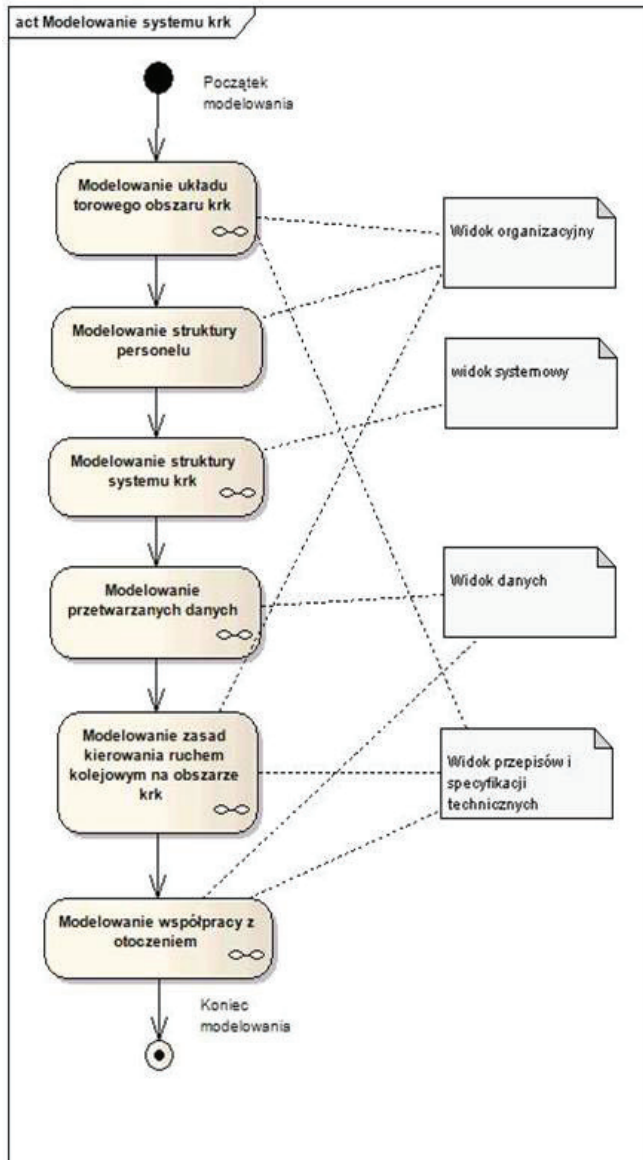 act Modelowanie systemu krk
Początek
modelowania
Modelowanie układu
torowego obszaru krk
Widok organizacyjny
Modelowanie struktury
personelu
widok systemowy
Modelowanie struktury
systemu krk
Modelowanie
przetwarzanych danych
Widok danych
Modelowanie zasad
kierowania ruchem
kolejowym na obszarze
krk
Widok przepisów i
specyfikacji
technicznych
Modelowanie współpracy z
otoczeniem
Koniec
modelowania